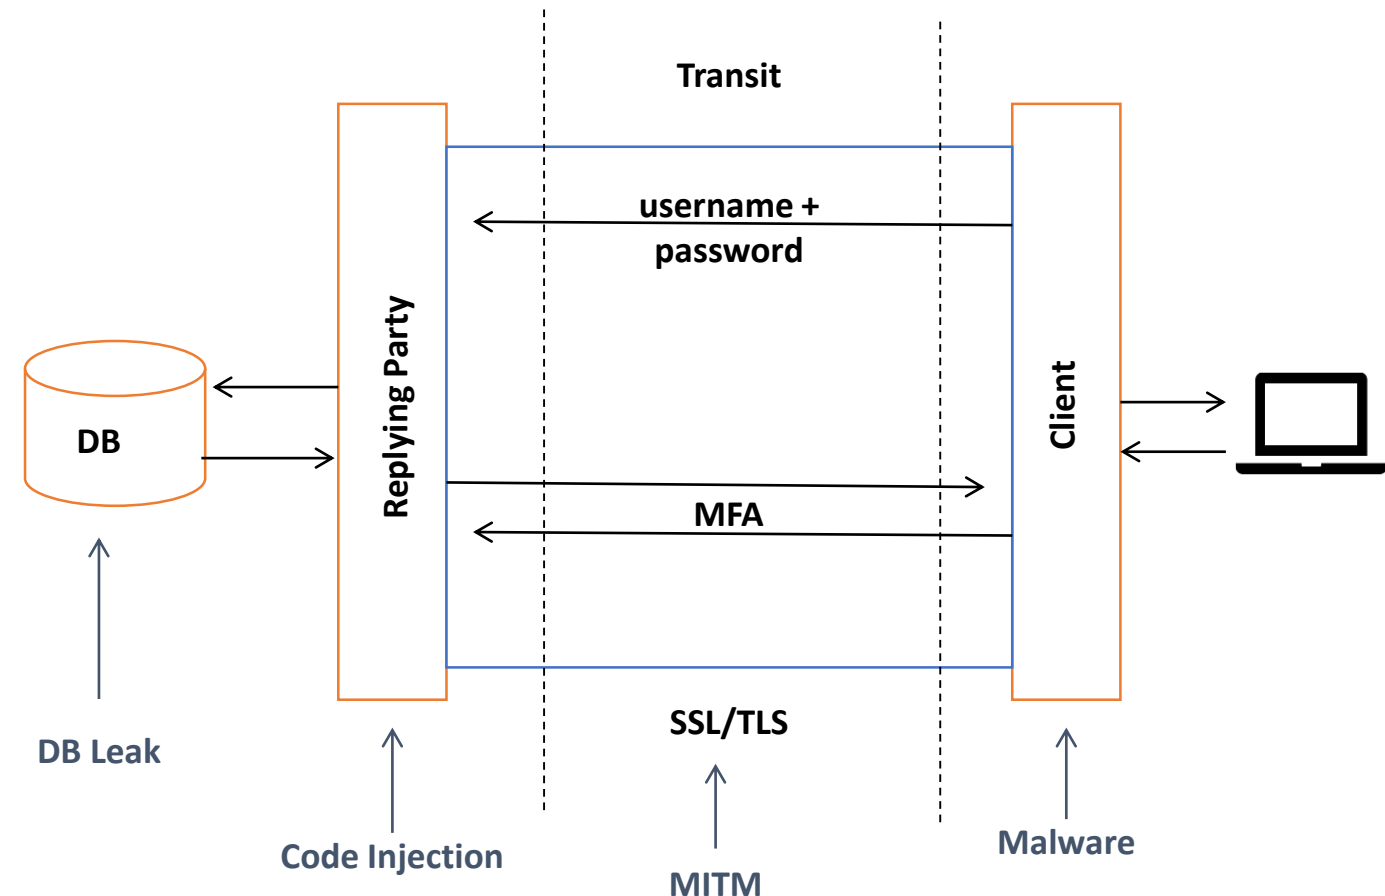 Transit
username +
password
Replying Party
Client
DB
MFA
SSL/TLS
DB Leak
Code Injection
MITM
Malware